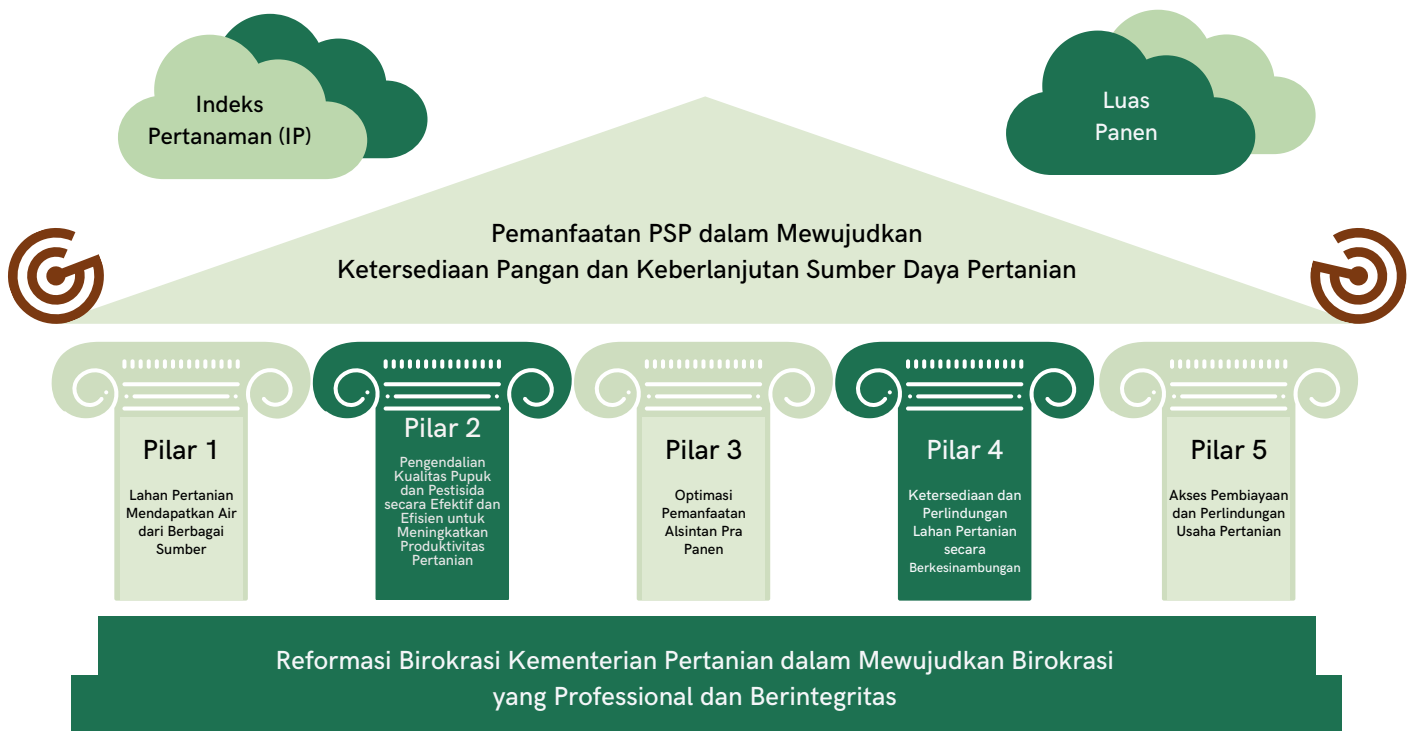 Indeks
Pertanaman (IP)
Luas
Panen
Pemanfaatan PSP dalam Mewujudkan
Ketersediaan Pangan dan Keberlanjutan Sumber Daya Pertanian
Pilar 1
Lahan Pertanian
Mendapatkan Air
dari Berbagai
Sumber
Pilar 2
Pengendalian
Kualitas Pupuk
dan Pestisida
secara Efektif dan
Efisien untuk
Meningkatkan
Produktivitas
Pertanian
Pilar 3
Optimasi
Pemanfaatan
Alsintan Pra
Panen
Pilar 4
Ketersediaan dan
Perlindungan
Lahan Pertanian
secara
Berkesinambungan
Pilar 5
Akses Pembiayaan
dan Perlindungan
Usaha Pertanian
Reformasi Birokrasi Kementerian Pertanian dalam Mewujudkan Birokrasi
yang Professional dan Berintegritas